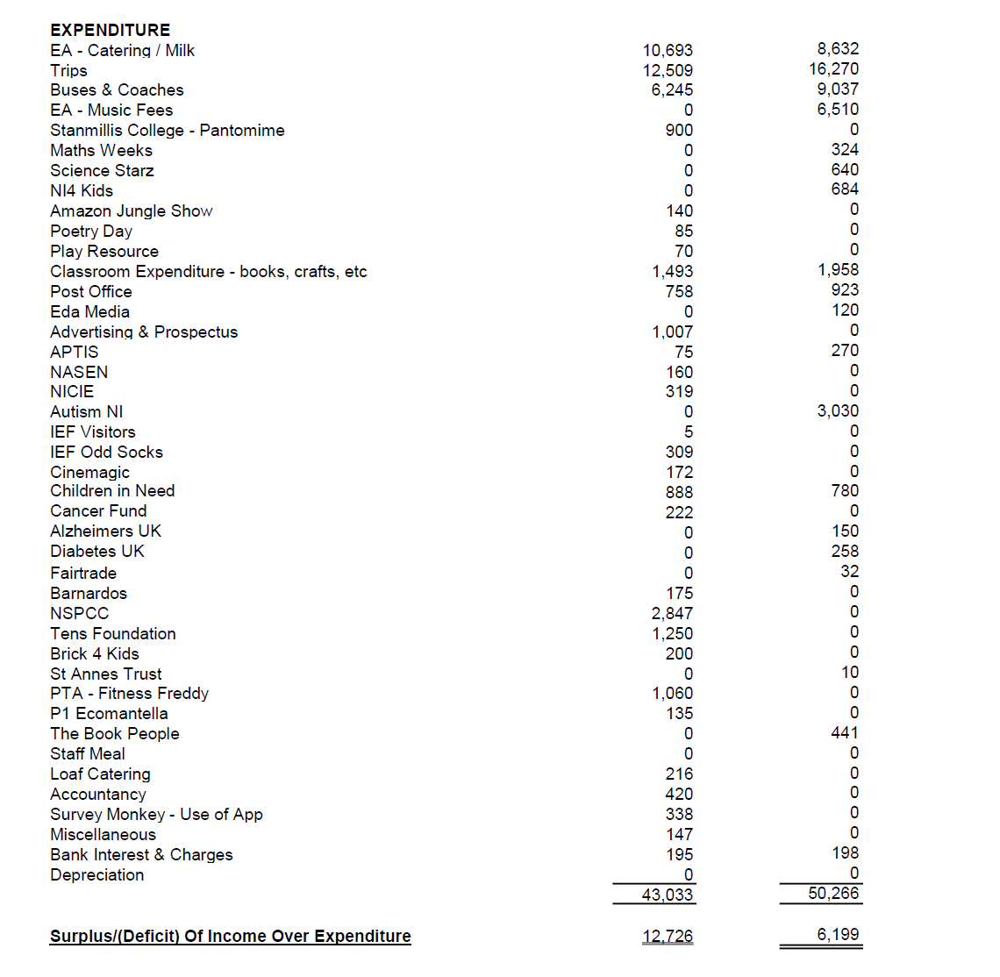 EXPENDITURE
EA - Catering / Milk 10,693 8,632
Trips 12,509 16,270
Buses & Coaches 6,245 9,037
EA - Music Fees 0 6,510
Stanmillis College - Pantomime 900 0
Maths Weeks 0 324
Science Starz 0 640
NI4 Kids 0 684
Amazon Jungle Show 140 0
Poetry Day 85 0
Play Resource 70 0
Classroom Expenditure - books, crafts, etc 1,493 1,958
Post Office 758 923
Eda Media 0 120
Advertising & Prospectus 1,007 0
APTIS 75 270
NASEN 160 0
NICIE 319 0
Autism NI 0 3,030
IEF Visitors 5 0
IEF Odd Socks 309 0
Cinemagic 172 0
Children in Need 888 780
Cancer Fund 222 0
Alzheimers UK 0 150
Diabetes UK 0 258
Fairtrade 0 32
Barnardos 175 0
NSPCC 2,847 0
Tens Foundation 1,250 0
Brick 4 Kids 200 0
St Annes Trust 0 10
PTA - Fitness Freddy 1,060 0
P1 Ecomantella 135 0
The Book People 0 441
Staff Meal 0 0
Loaf Catering 216 0
Accountancy 420 0
Survey Monkey - Use of App 338 0
Miscellaneous 147 0
Bank Interest & Charges 195 198
Depreciation 0 0
43,033 50,266
Surplus/(Deficit) Of Income Over Expenditure 12,726 6,199